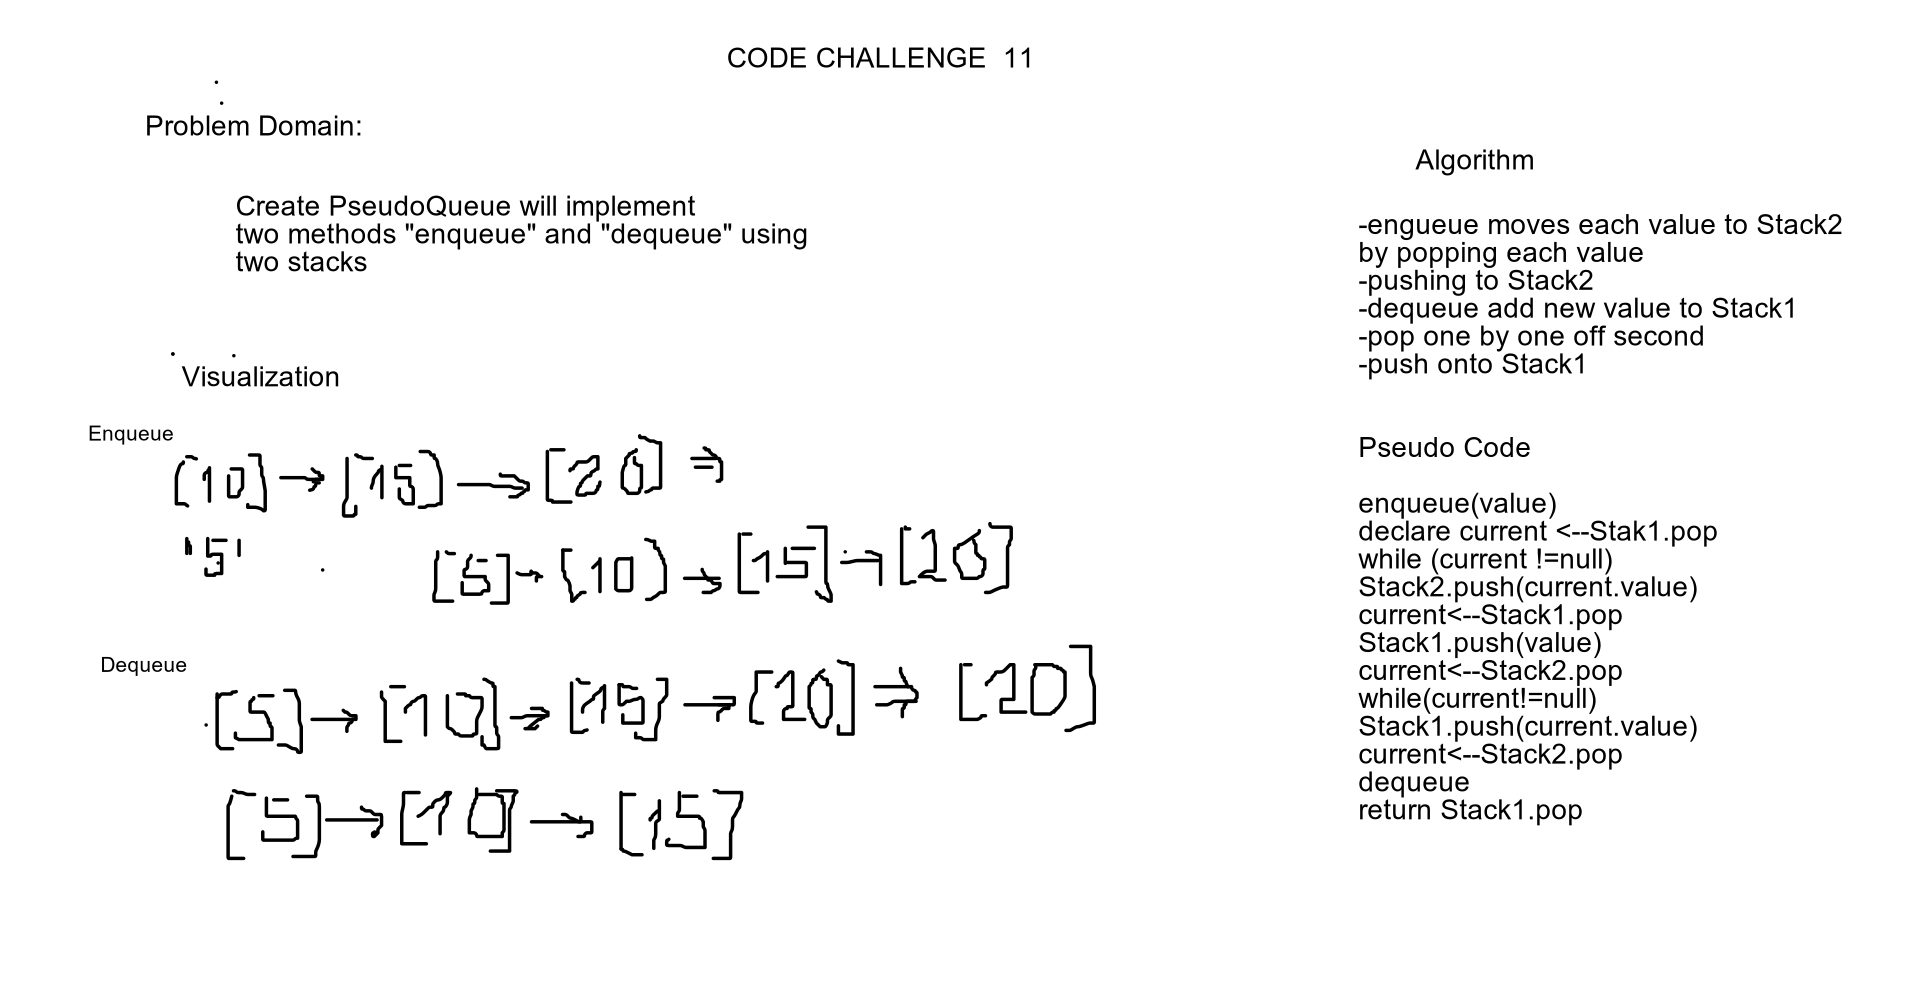 CODE CHALLENGE 11
Problem Domain:
Create PseudoQueue will implement
two methods "enqueue" and "dequeue" using
two stacks
Visualization
Enqueue
[10] → [15] → [20] ⇒
'5' [5] → [10] → [15] → [20]
Dequeue
[5] → [10] → [15] → [20] ⇒ [20]
[5] → [10] → [15]
Algorithm
-engueue moves each value to Stack2
by popping each value
-pushing to Stack2
-dequeue add new value to Stack1
-pop one by one off second
-push onto Stack1
Pseudo Code
enqueue(value)
declare current <--Stak1.pop
while (current !=null)
Stack2.push(current.value)
current<--Stack1.pop
Stack1.push(value)
current<--Stack2.pop
while(current!=null)
Stack1.push(current.value)
current<--Stack2.pop
dequeue
return Stack1.pop